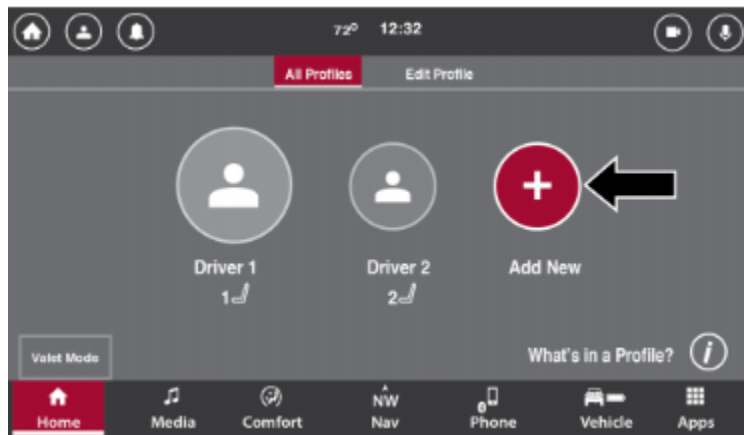 72° 12:32
All Profiles Edit Profile
Driver 1 Driver 2 Add New
1 2
Valet Mode What's in a Profile? i
NW
Home Media Comfort Nav Phone Vehicle Apps